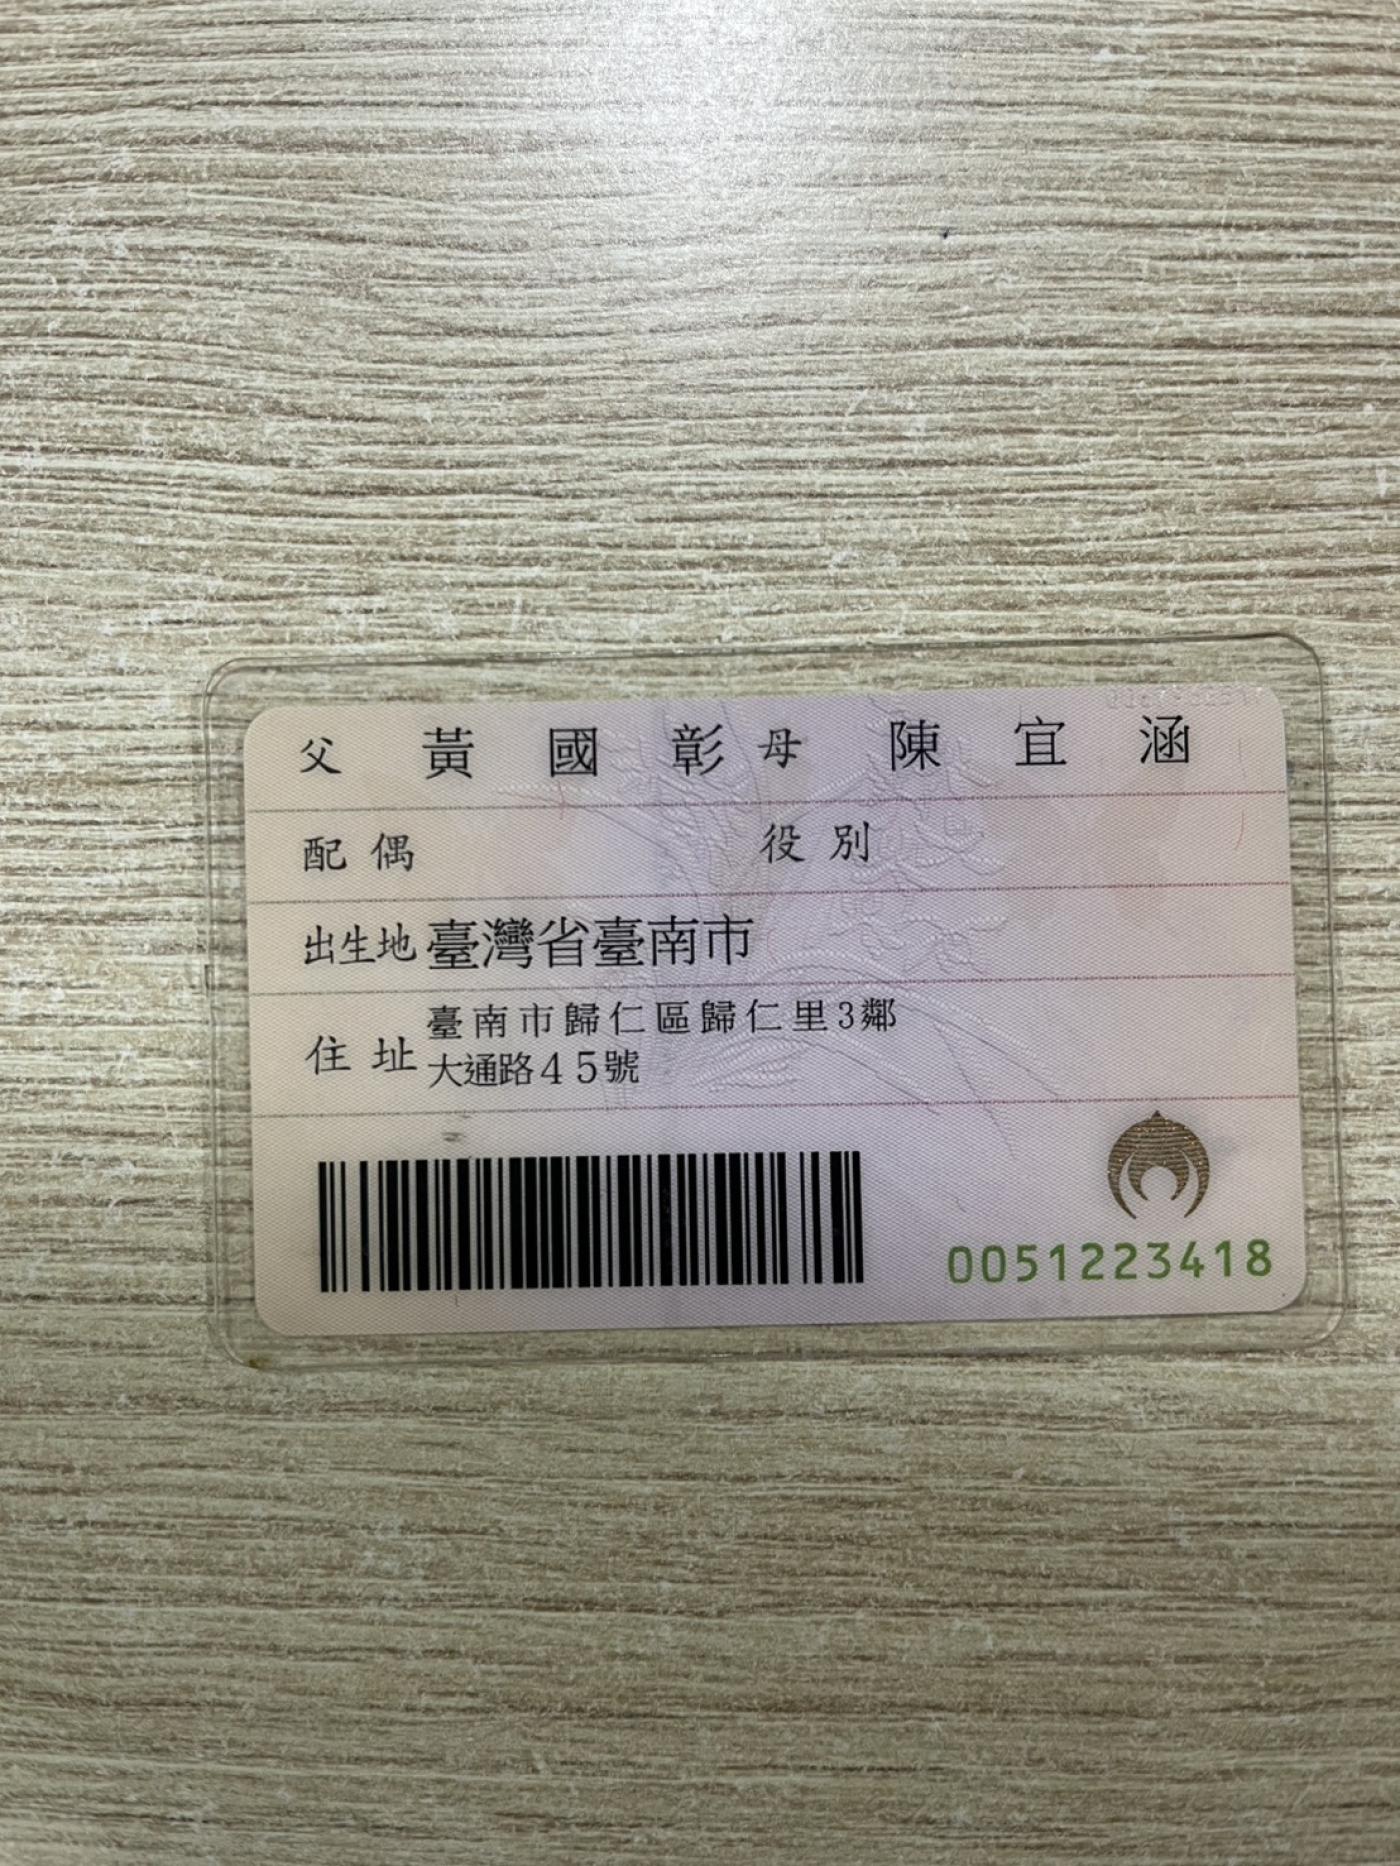 父 黃國彰 母 陳宜涵
配偶 役別
出生地 臺灣省臺南市
住址 臺南市歸仁區歸仁里3鄰
大通路45號
0051223418